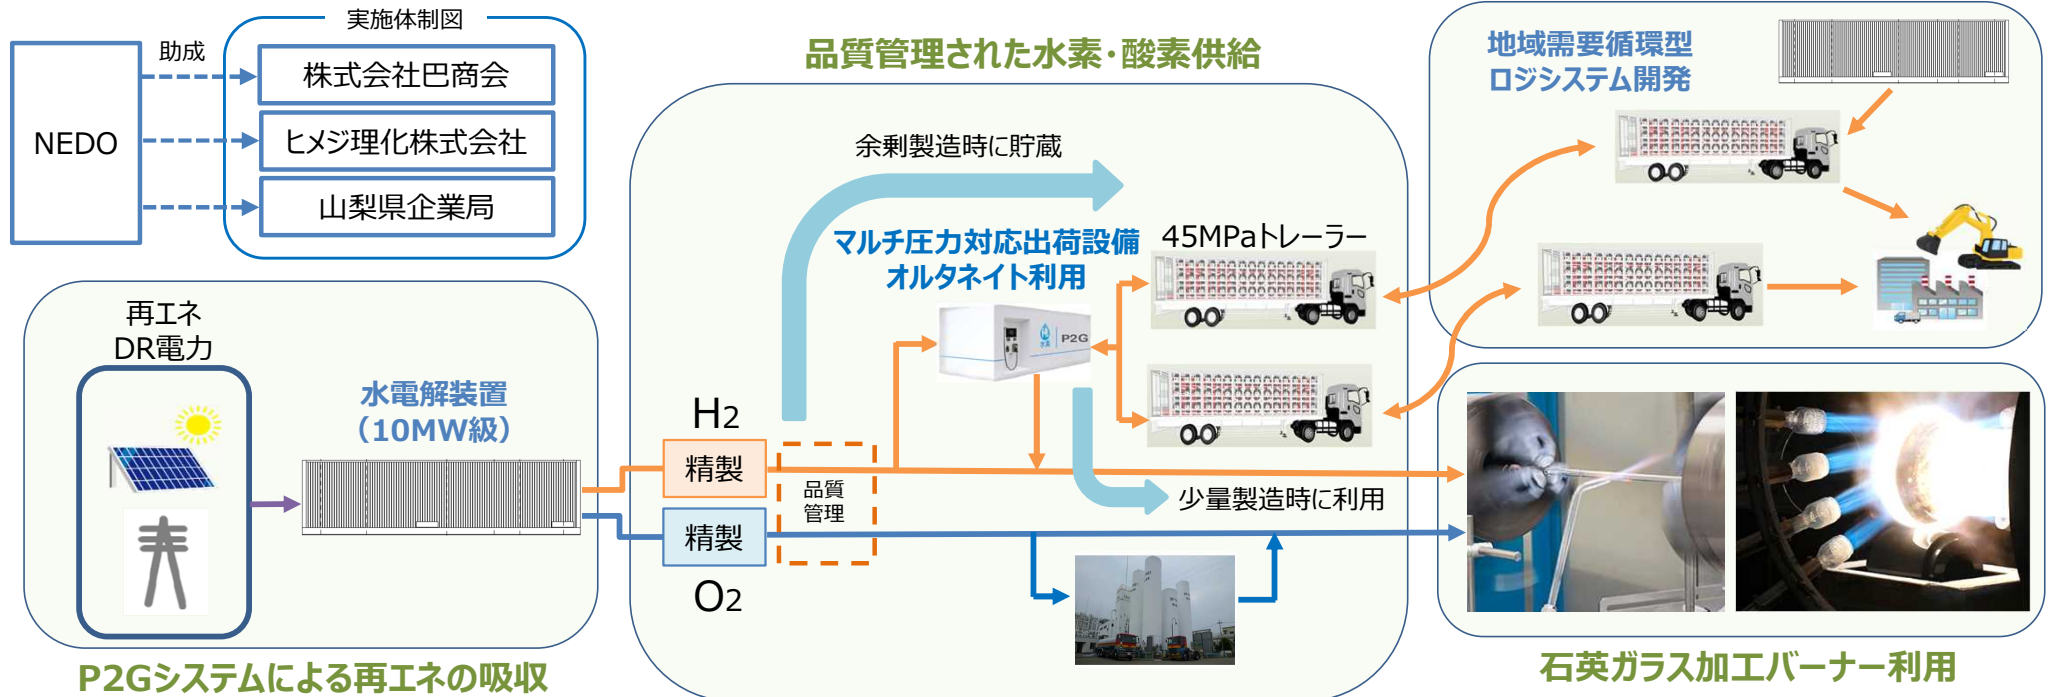 実施体制図
NEDO
助成
株式会社巴商会
ヒメジ理化株式会社
山梨県企業局
品質管理された水素・酸素供給
地域需要循環型
ロジシステム開発
余剰製造時に貯蔵
マルチ圧力対応出荷設備
オルタネイト利用
45MPaトレーラー
水素
P2G
再エネ
DR電力
水電解装置
（10MW級）
H2
精製
品質
管理
精製
O2
少量製造時に利用
P2Gシステムによる再エネの吸収
石英ガラス加工バーナー利用